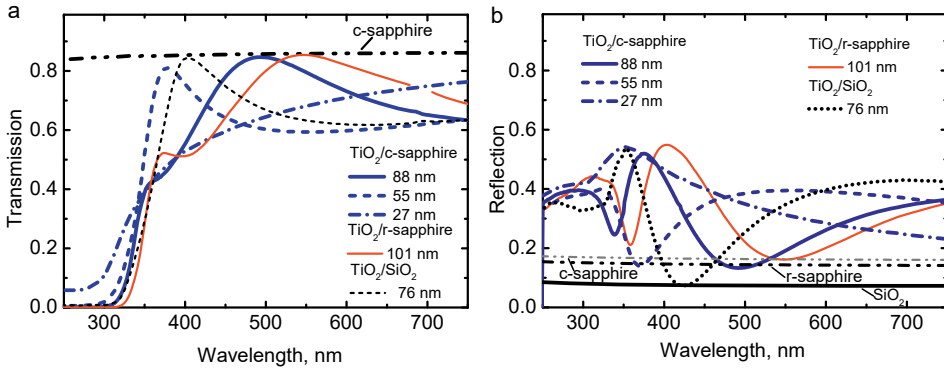 a
Transmission
0.8
0.6
0.4
0.2
0.0
c-sapphire
TiO₂/c-sapphire
88 nm
55 nm
27 nm
TiO₂/r-sapphire
101 nm
TiO₂/SiO₂
76 nm
300 400 500 600 700
Wavelength, nm
b
Reflection
1.0
0.8
0.6
0.4
0.2
0.0
TiO₂/c-sapphire
88 nm
55 nm
27 nm
TiO₂/r-sapphire
101 nm
TiO₂/SiO₂
76 nm
c-sapphire
r-sapphire
SiO₂
300 400 500 600 700
Wavelength, nm